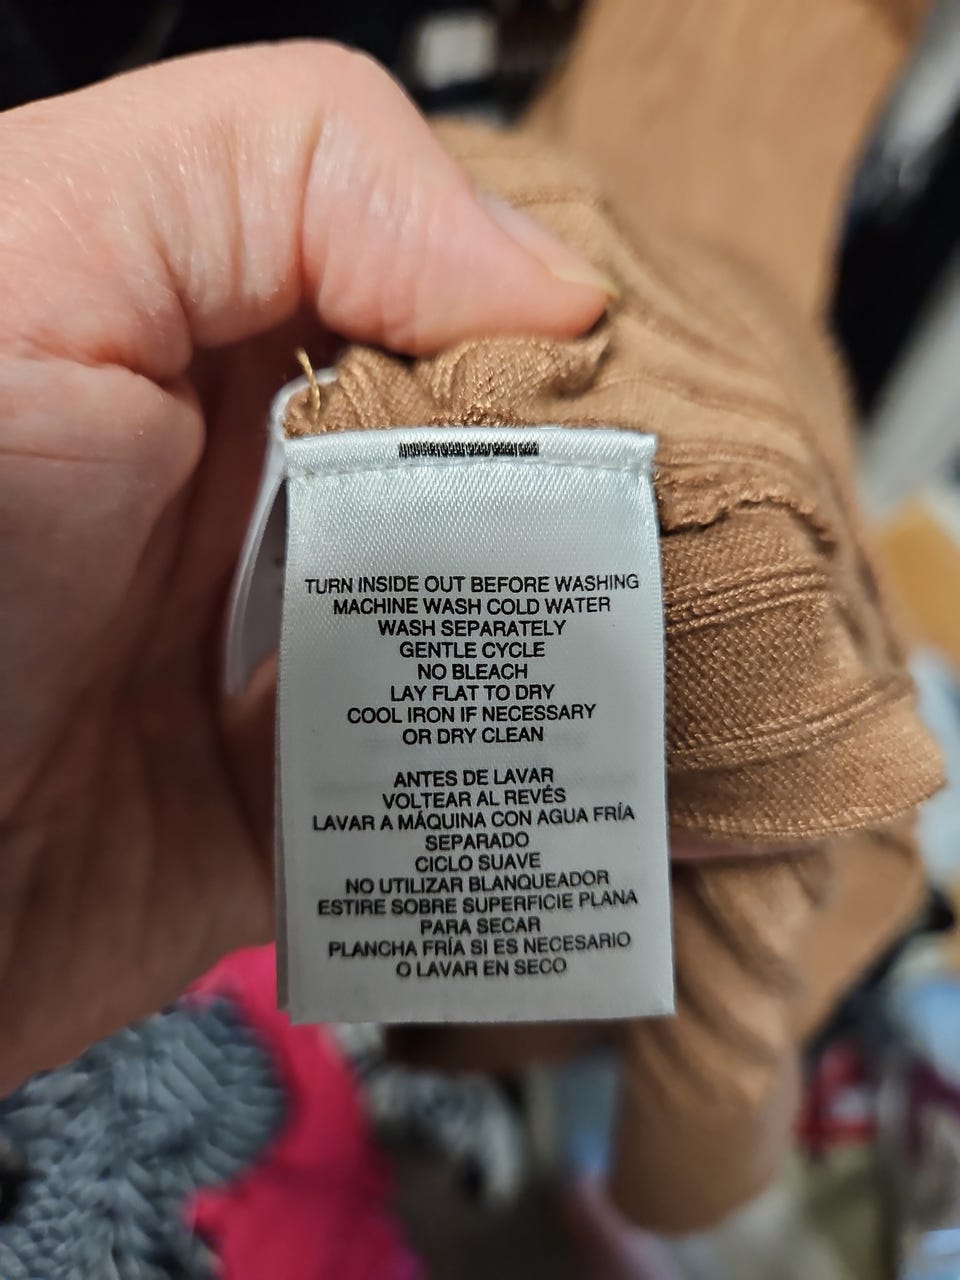 TURN INSIDE OUT BEFORE WASHING
MACHINE WASH COLD WATER
WASH SEPARATELY
GENTLE CYCLE
NO BLEACH
LAY FLAT TO DRY
COOL IRON IF NECESSARY
OR DRY CLEAN
ANTES DE LAVAR
VOLTEAR AL REVÉS
LAVAR A MÁQUINA CON AGUA FRÍA
SEPARADO
CICLO SUAVE
NO UTILIZAR BLANQUEADOR
ESTIRE SOBRE SUPERFICIE PLANA
PARA SECAR
PLANCHA FRÍA SI ES NECESARIO
O LAVAR EN SECO